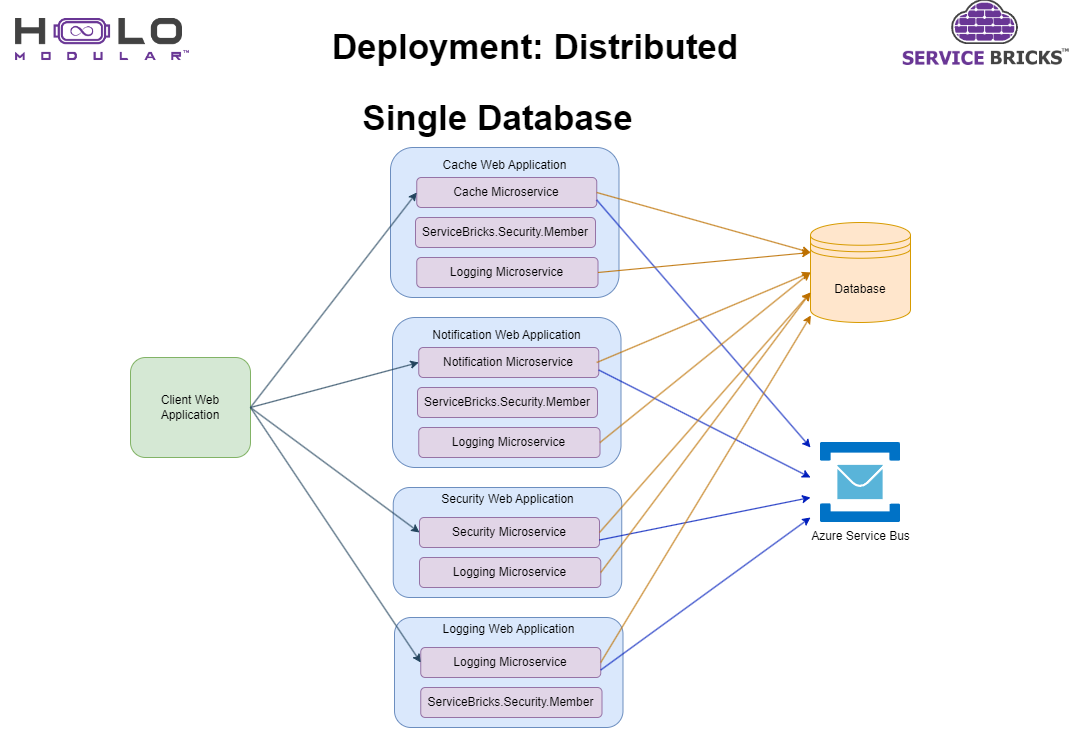 HOLO
MODULAR™
Deployment: Distributed
SERVICE BRICKS™
Single Database
Cache Web Application
Cache Microservice
ServiceBricks.Security.Member
Logging Microservice
Notification Web Application
Notification Microservice
ServiceBricks.Security.Member
Logging Microservice
Security Web Application
Security Microservice
Logging Microservice
Logging Web Application
Logging Microservice
ServiceBricks.Security.Member
Client Web
Application
Database
Azure Service Bus